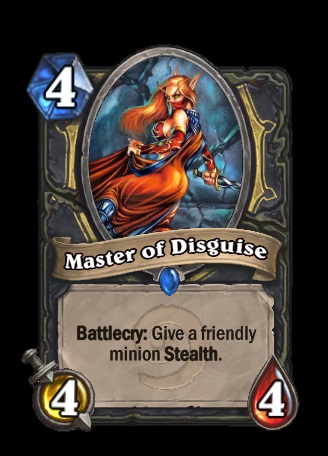 4
Master of Disguise
Battlecry: Give a friendly
minion Stealth.
4
4